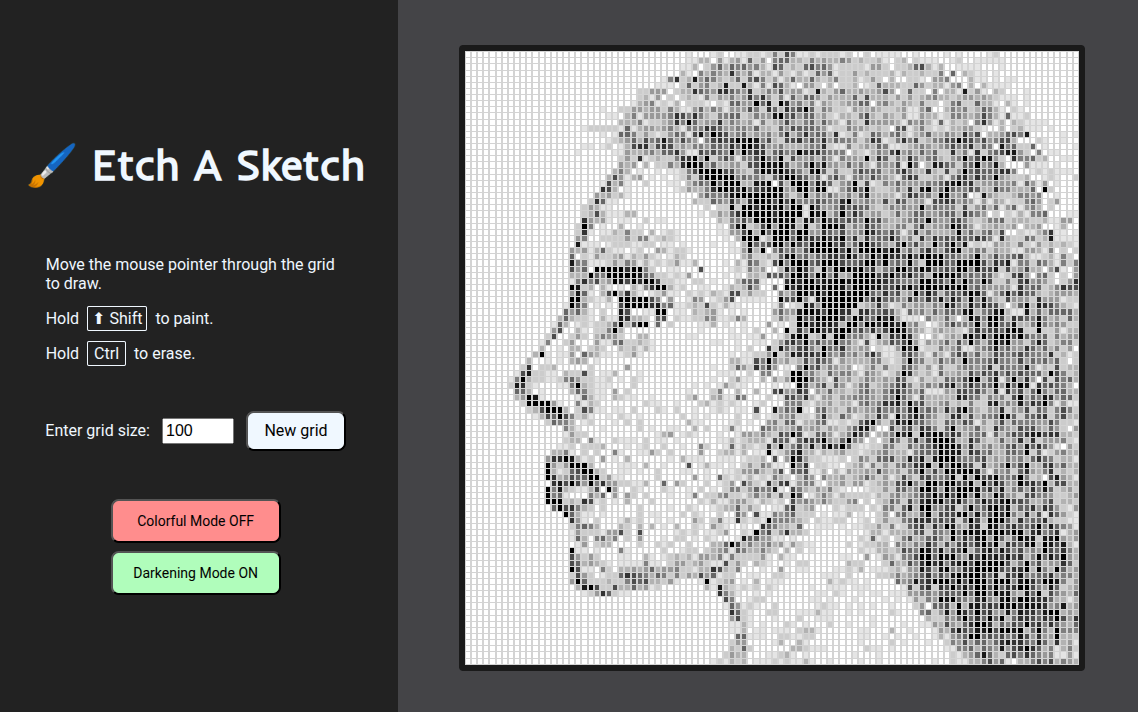 Etch A Sketch
Move the mouse pointer through the grid
to draw.
Hold ⬆ Shift to paint.
Hold Ctrl to erase.
Enter grid size: 100 New grid
Colorful Mode OFF
Darkening Mode ON